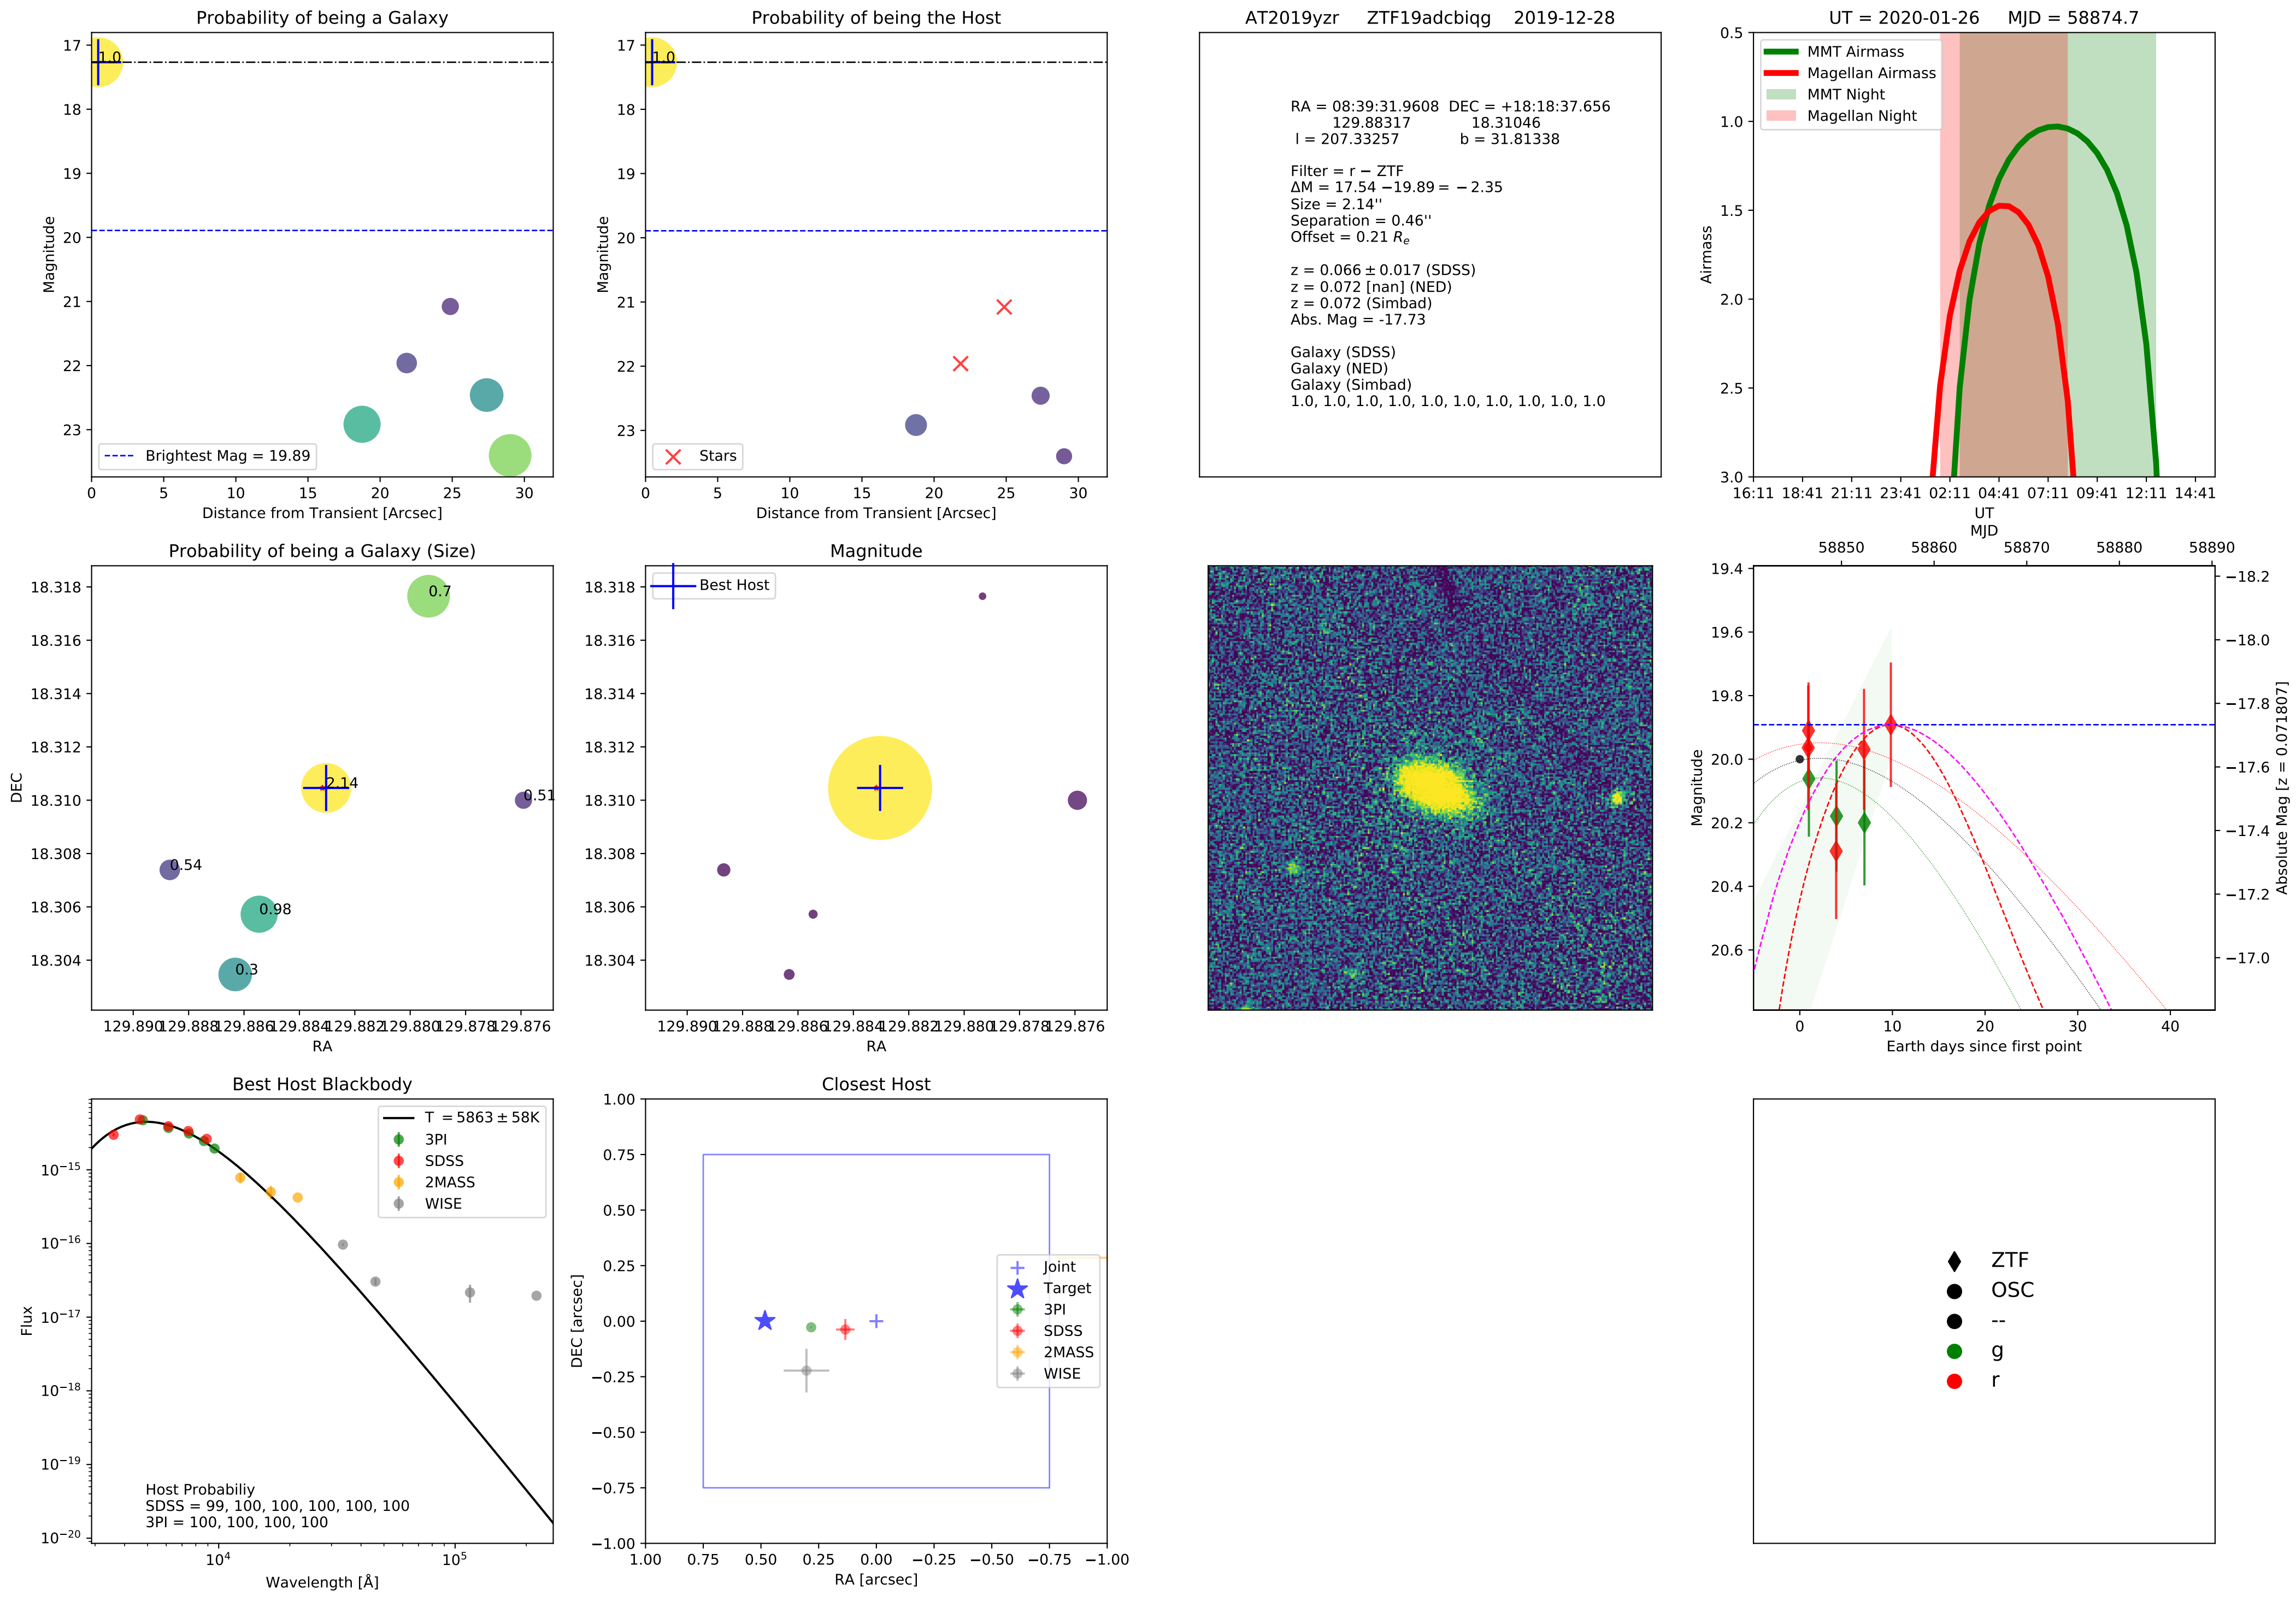 Probability of being a Galaxy
17
18
19
20
21
22
23
Magnitude
1.0
Brightest Mag = 19.89
0 5 10 15 20 25 30
Distance from Transient [Arcsec]
Probability of being the Host
17
18
19
20
21
22
23
Magnitude
1.0
Stars
0 5 10 15 20 25 30
Distance from Transient [Arcsec]
AT2019yzr ZTF19adcbiqg 2019-12-28
RA = 08:39:31.9608 DEC = +18:18:37.656
129.88317 18.31046
l = 207.33257 b = 31.81338
Filter = r − ZTF
ΔM = 17.54 −19.89 = −2.35
Size = 2.14''
Separation = 0.46''
Offset = 0.21 Re
z = 0.066 ± 0.017 (SDSS)
z = 0.072 [nan] (NED)
z = 0.072 (Simbad)
Abs. Mag = -17.73
Galaxy (SDSS)
Galaxy (NED)
Galaxy (Simbad)
1.0, 1.0, 1.0, 1.0, 1.0, 1.0, 1.0, 1.0, 1.0, 1.0
UT = 2020-01-26 MJD = 58874.7
MMT Airmass
Magellan Airmass
MMT Night
Magellan Night
0.5
1.0
1.5
2.0
2.5
3.0
Airmass
16:11 18:41 21:11 23:41 02:11 04:41 07:11 09:41 12:11 14:41
UT
Probability of being a Galaxy (Size)
18.318
18.316
18.314
18.312
18.310
18.308
18.306
18.304
DEC
0.7
2.14
0.51
0.54
0.98
0.3
129.890 129.888 129.886 129.884 129.882 129.880 129.878 129.876
RA
Magnitude
Best Host
18.318
18.316
18.314
18.312
18.310
18.308
18.306
18.304
129.890 129.888 129.886 129.884 129.882 129.880 129.878 129.876
RA
MJD
58850 58860 58870 58880 58890
19.4
19.6
19.8
20.0
20.2
20.4
20.6
Magnitude
−18.2
−18.0
−17.8
−17.6
−17.4
−17.2
−17.0
Absolute Mag [z = 0.071807]
0 10 20 30 40
Earth days since first point
Best Host Blackbody
T = 5863 ± 58K
3PI
SDSS
2MASS
WISE
10−15
10−16
10−17
10−18
10−19
10−20
Flux
Host Probabiliy
SDSS = 99, 100, 100, 100, 100, 100
3PI = 100, 100, 100, 100
104 105
Wavelength [Å]
Closest Host
1.00
0.75
0.50
0.25
0.00
−0.25
−0.50
−0.75
−1.00
DEC [arcsec]
Joint
Target
3PI
SDSS
2MASS
WISE
1.00 0.75 0.50 0.25 0.00 −0.25 −0.50 −0.75 −1.00
RA [arcsec]
ZTF
OSC
--
g
r